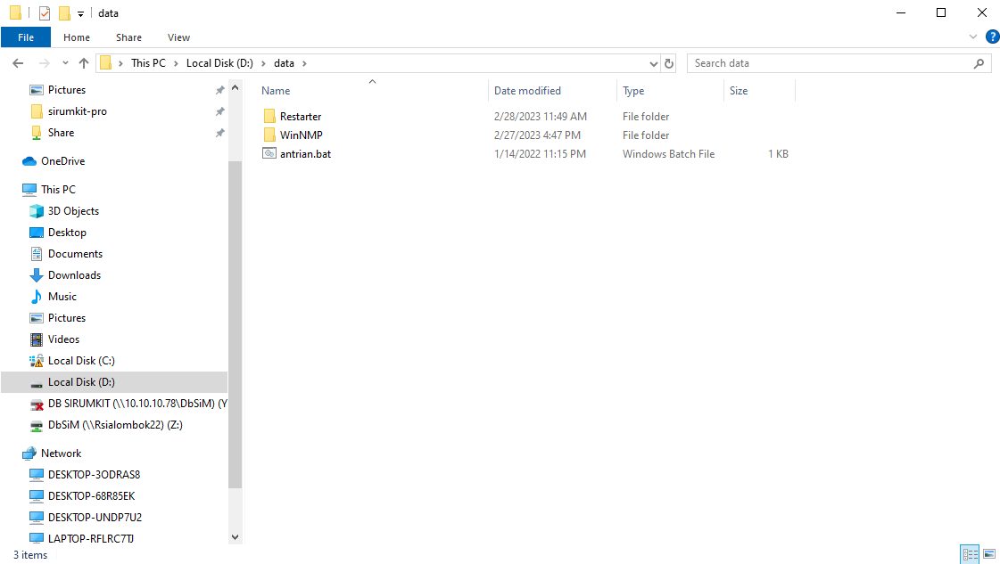 data
File Home Share View
This PC Local Disk (D:) data
Search data
Pictures
sirumkit-pro
Share
OneDrive
This PC
3D Objects
Desktop
Documents
Downloads
Music
Pictures
Videos
Local Disk (C:)
Local Disk (D:)
DB SIRUMKIT (\\10.10.10.78\DbSiM) (Y
DbSiM (\\Rsialombok22) (Z:)
Network
DESKTOP-3ODRAS8
DESKTOP-68R85EK
DESKTOP-UNDP7U2
LAPTOP-RFLRC7TJ
Name Date modified Type Size
Restarter 2/28/2023 11:49 AM File folder
WinNMP 2/27/2023 4:47 PM File folder
antrian.bat 1/14/2022 11:15 PM Windows Batch File 1 KB
3 items